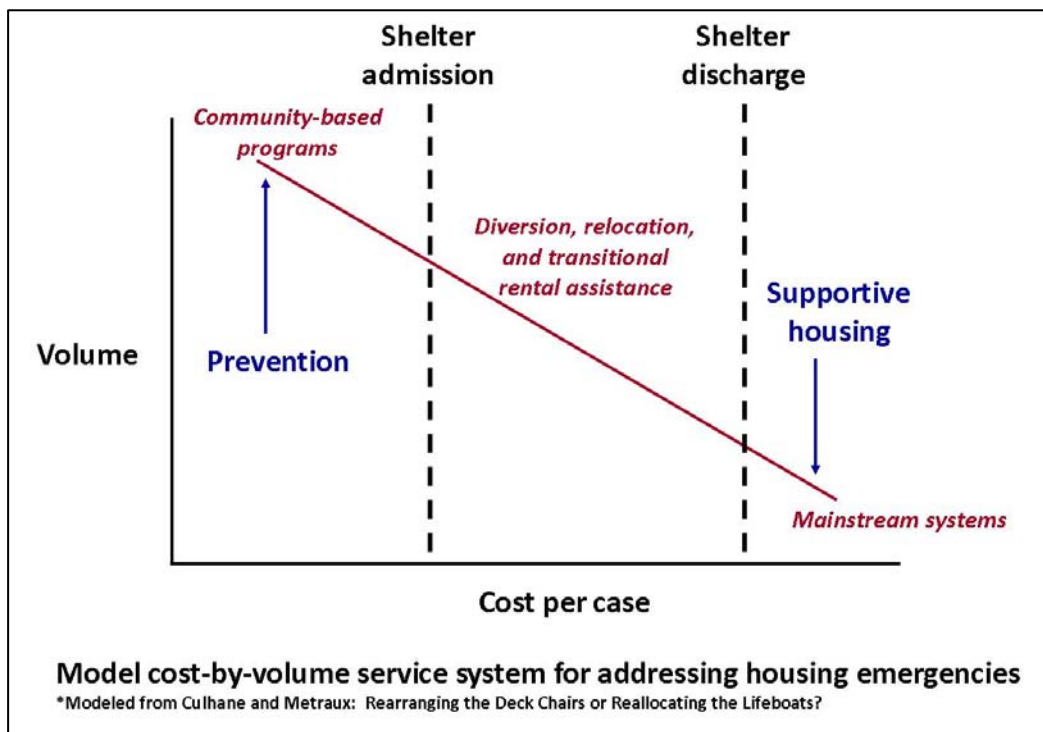 Shelter
admission
Shelter
discharge
Community-based
programs
Diversion, relocation,
and transitional
rental assistance
Supportive
housing
Volume
Prevention
Mainstream systems
Cost per case
Model cost-by-volume service system for addressing housing emergencies
*Modeled from Culhane and Metraux: Rearranging the Deck Chairs or Reallocating the Lifeboats?